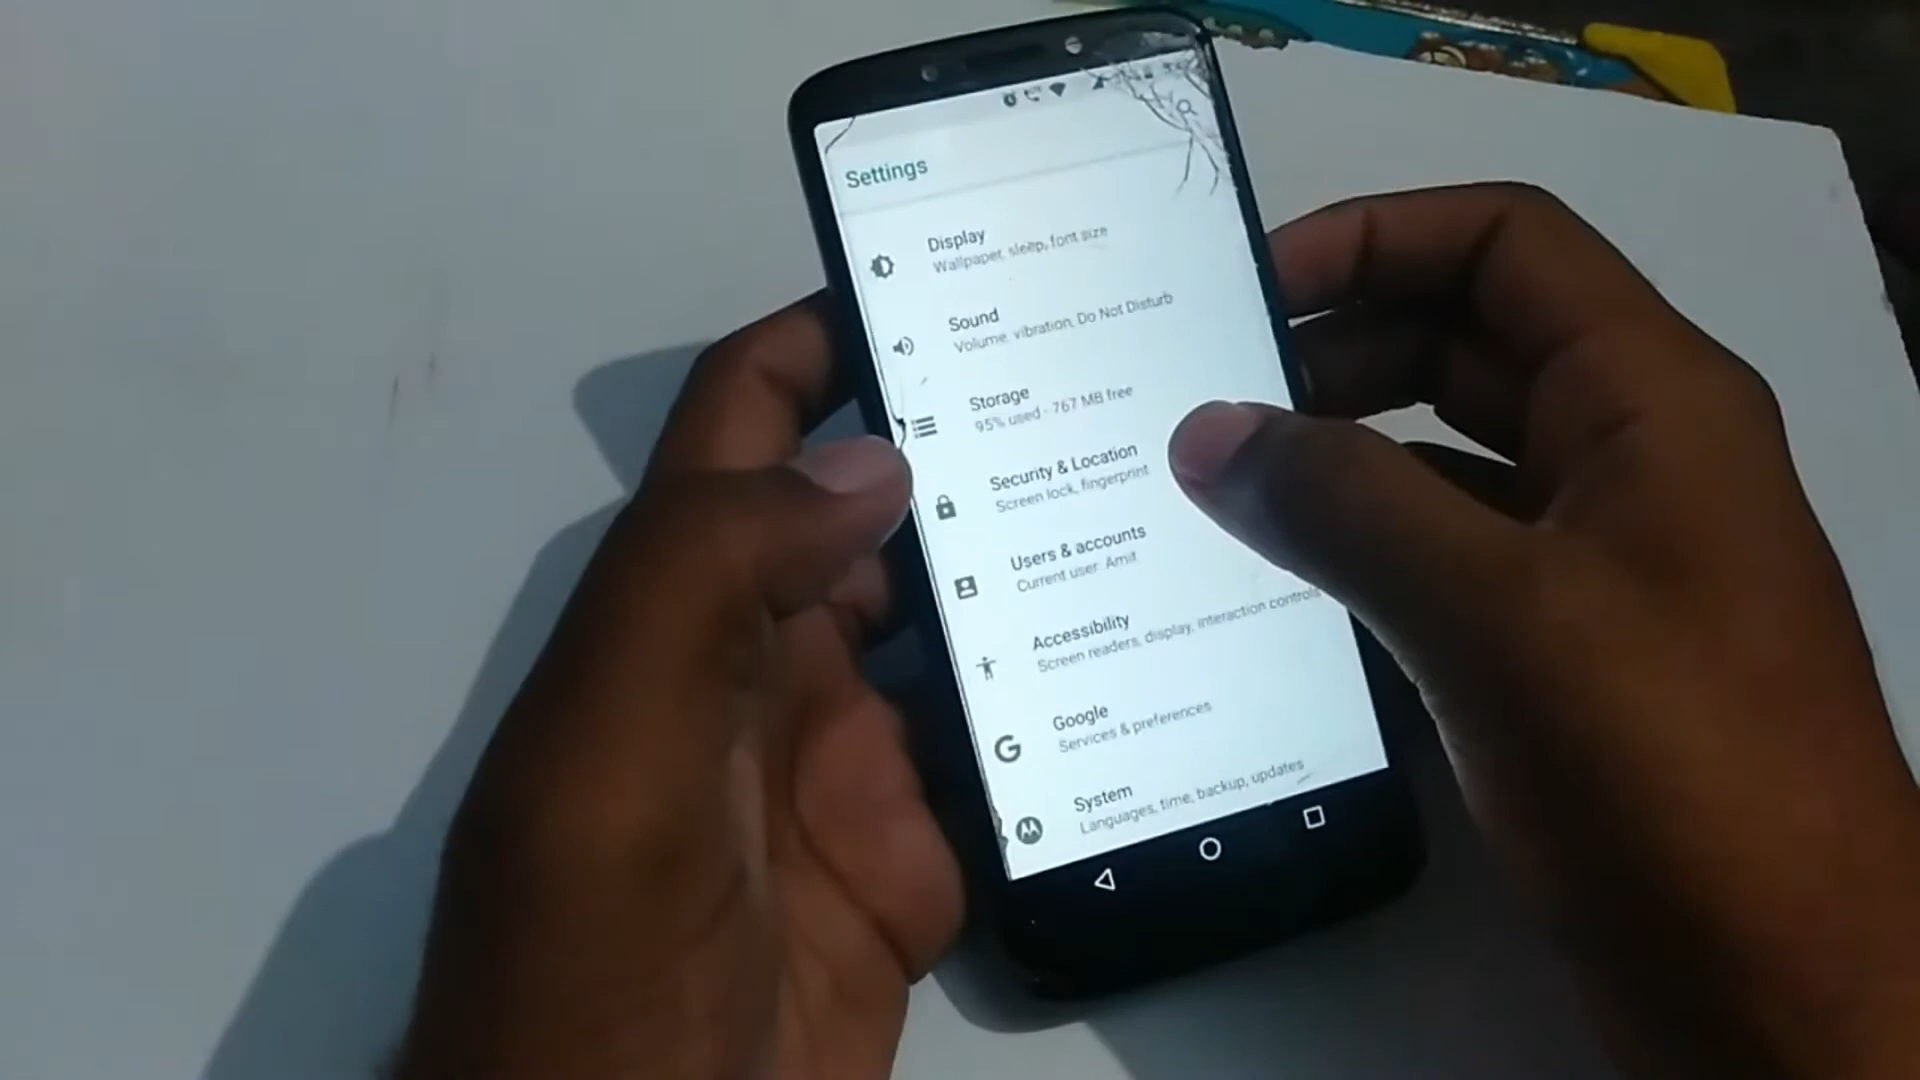 Settings
Display
Wallpaper, sleep, font size
Sound
Volume, vibration, Do Not Disturb
Storage
95% used - 767 MB free
Security & Location
Screen lock, fingerprint
Users & accounts
Current user: Amit
Accessibility
Screen readers, display, interaction controls
Google
Services & preferences
System
Languages, time, backup, updates